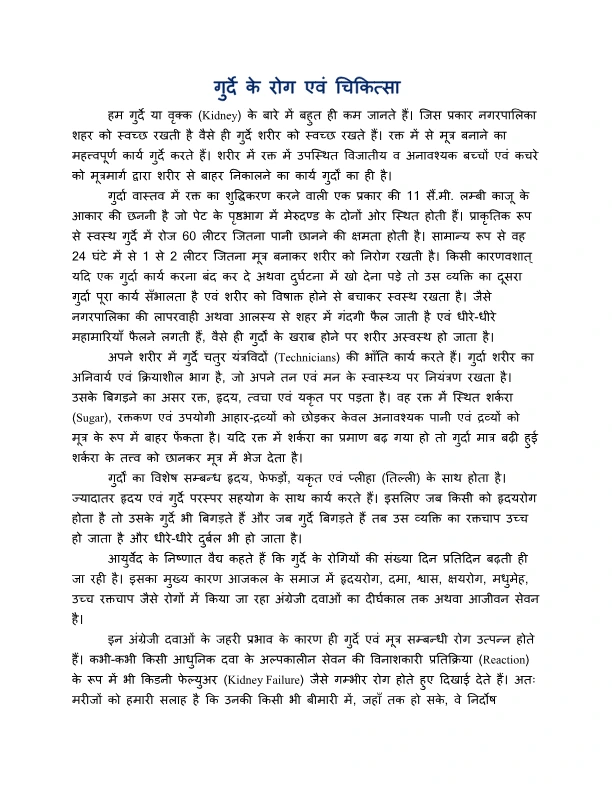 गुर्दे के रोग एवं चिकित्सा
हम गुर्दे या वृक्क (Kidney) के बारे में बहुत ही कम जानते हैं। जिस प्रकार नगरपालिका
शहर को स्वच्छ रखती है वैसे ही गुर्दे शरीर को स्वच्छ रखते हैं। रक्त में से मूत्र बनाने का
महत्त्वपूर्ण कार्य गुर्दे करते हैं। शरीर में रक्त में उपस्थित विजातीय व अनावश्यक बच्चों एवं कचरे
को मूत्रमार्ग द्वारा शरीर से बाहर निकालने का कार्य गुर्दों का ही है।
गुर्दा वास्तव में रक्त का शुद्धिकरण करने वाली एक प्रकार की 11 सैं.मी. लम्बी काजू के
आकार की छननी है जो पेट के पृष्ठभाग में मेरुदण्ड के दोनों ओर स्थित होती हैं। प्राकृतिक रूप
से स्वस्थ गुर्दे में रोज 60 लीटर जितना पानी छानने की क्षमता होती है। सामान्य रूप से वह
24 घंटे में से 1 से 2 लीटर जितना मूत्र बनाकर शरीर को निरोग रखती है। किसी कारणवशात्
यदि एक गुर्दा कार्य करना बंद कर दे अथवा दुर्घटना में खो देना पड़े तो उस व्यक्ति का दूसरा
गुर्दा पूरा कार्य सँभालता है एवं शरीर को विषाक्त होने से बचाकर स्वस्थ रखता है। जैसे
नगरपालिका की लापरवाही अथवा आलस्य से शहर में गंदगी फैल जाती है एवं धीरे-धीरे
महामारियाँ फैलने लगती हैं, वैसे ही गुर्दों के खराब होने पर शरीर अस्वस्थ हो जाता है।
अपने शरीर में गुर्दे चतुर यंत्रविदों (Technicians) की भाँति कार्य करते हैं। गुर्दा शरीर का
अनिवार्य एवं क्रियाशील भाग है, जो अपने तन एवं मन के स्वास्थ्य पर नियंत्रण रखता है।
उसके बिगड़ने का असर रक्त, हृदय, त्वचा एवं यकृत पर पड़ता है। वह रक्त में स्थित शर्करा
(Sugar), रक्तकण एवं उपयोगी आहार-द्रव्यों को छोड़कर केवल अनावश्यक पानी एवं द्रव्यों को
मूत्र के रूप में बाहर फेंकता है। यदि रक्त में शर्करा का प्रमाण बढ़ गया हो तो गुर्दा मात्र बढ़ी हुई
शर्करा के तत्त्व को छानकर मूत्र में भेज देता है।
गुर्दों का विशेष सम्बन्ध हृदय, फेफड़ों, यकृत एवं प्लीहा (तिल्ली) के साथ होता है।
ज्यादातर हृदय एवं गुर्दे परस्पर सहयोग के साथ कार्य करते हैं। इसलिए जब किसी को हृदयरोग
होता है तो उसके गुर्दे भी बिगड़ते हैं और जब गुर्दे बिगड़ते हैं तब उस व्यक्ति का रक्तचाप उच्च
हो जाता है और धीरे-धीरे दुर्बल भी हो जाता है।
आयुर्वेद के निष्णात वैद्य कहते हैं कि गुर्दे के रोगियों की संख्या दिन प्रतिदिन बढ़ती ही
जा रही है। इसका मुख्य कारण आजकल के समाज में हृदयरोग, दमा, श्वास, क्षयरोग, मधुमेह,
उच्च रक्तचाप जैसे रोगों में किया जा रहा अंग्रेजी दवाओं का दीर्घकाल तक अथवा आजीवन सेवन
है।
इन अंग्रेजी दवाओं के जहरी प्रभाव के कारण ही गुर्दे एवं मूत्र सम्बन्धी रोग उत्पन्न होते
हैं। कभी-कभी किसी आधुनिक दवा के अल्पकालीन सेवन की विनाशकारी प्रतिक्रिया (Reaction)
के रूप में भी किडनी फेल्युअर (Kidney Failure) जैसे गम्भीर रोग होते हुए दिखाई देते हैं। अतः
मरीजों को हमारी सलाह है कि उनकी किसी भी बीमारी में, जहाँ तक हो सके, वे निर्दोष